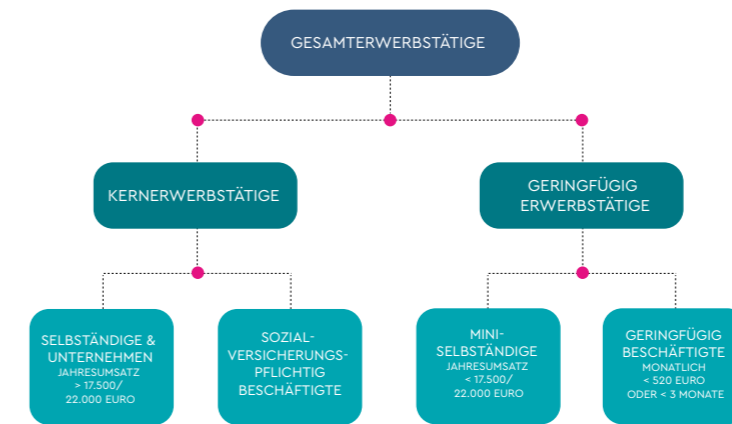 GESAMTERWERBSTÄTIGE
KERNERWERBSTÄTIGE
GERINGFÜGIG
ERWERBSTÄTIGE
SELBSTÄNDIGE &
UNTERNEHMEN
JAHRESUMSATZ
> 17.500/
22.000 EURO
SOZIAL-
VERSICHERUNGS-
PFLICHTIG
BESCHÄFTIGTE
MINI-
SELBSTÄNDIGE
JAHRESUMSATZ
< 17.500/
22.000 EURO
GERINGFÜGIG
BESCHÄFTIGTE
MONATLICH
< 520 EURO
ODER < 3 MONATE